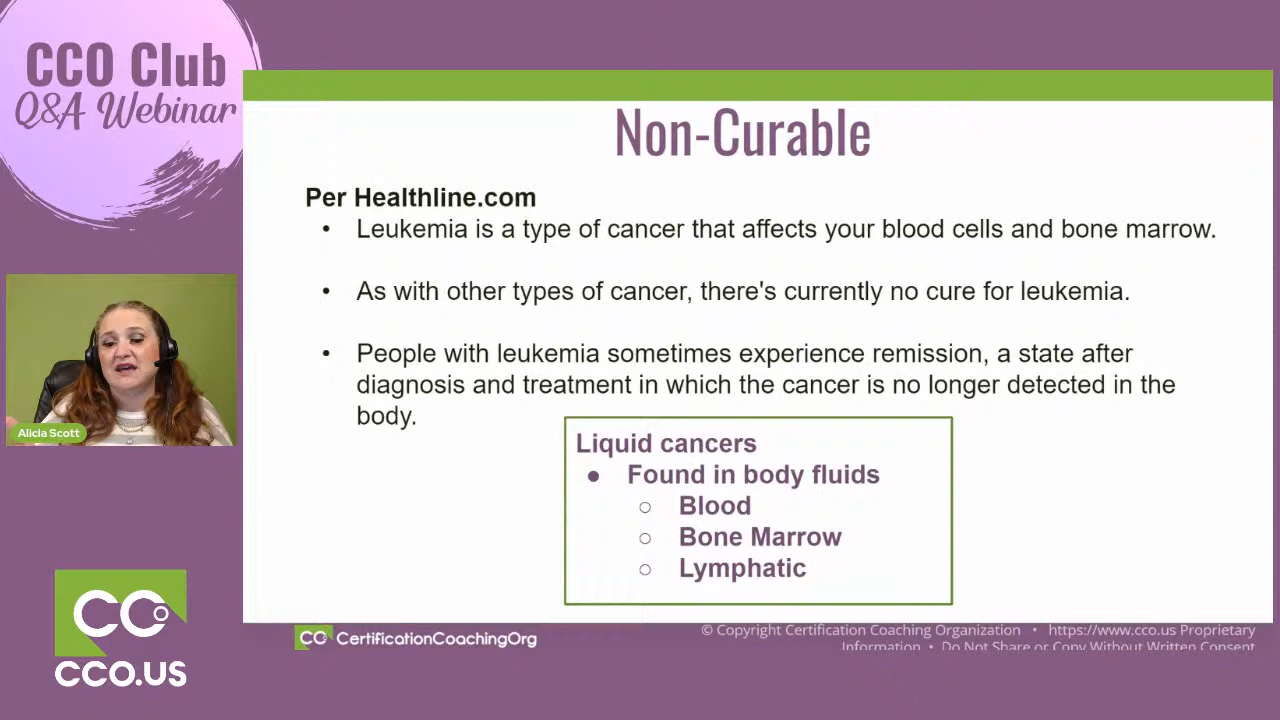 CCO Club
Q&A Webinar
Non-Curable
Per Healthline.com
• Leukemia is a type of cancer that affects your blood cells and bone marrow.
• As with other types of cancer, there's currently no cure for leukemia.
• People with leukemia sometimes experience remission, a state after
diagnosis and treatment in which the cancer is no longer detected in the
body.
Liquid cancers
● Found in body fluids
○ Blood
○ Bone Marrow
○ Lymphatic
Alicia Scott
CCO
CCO.US
CCO CertificationCoachingOrg
© Copyright Certification Coaching Organization • https://www.cco.us Proprietary
Information • Do Not Share or Copy Without Written Consent